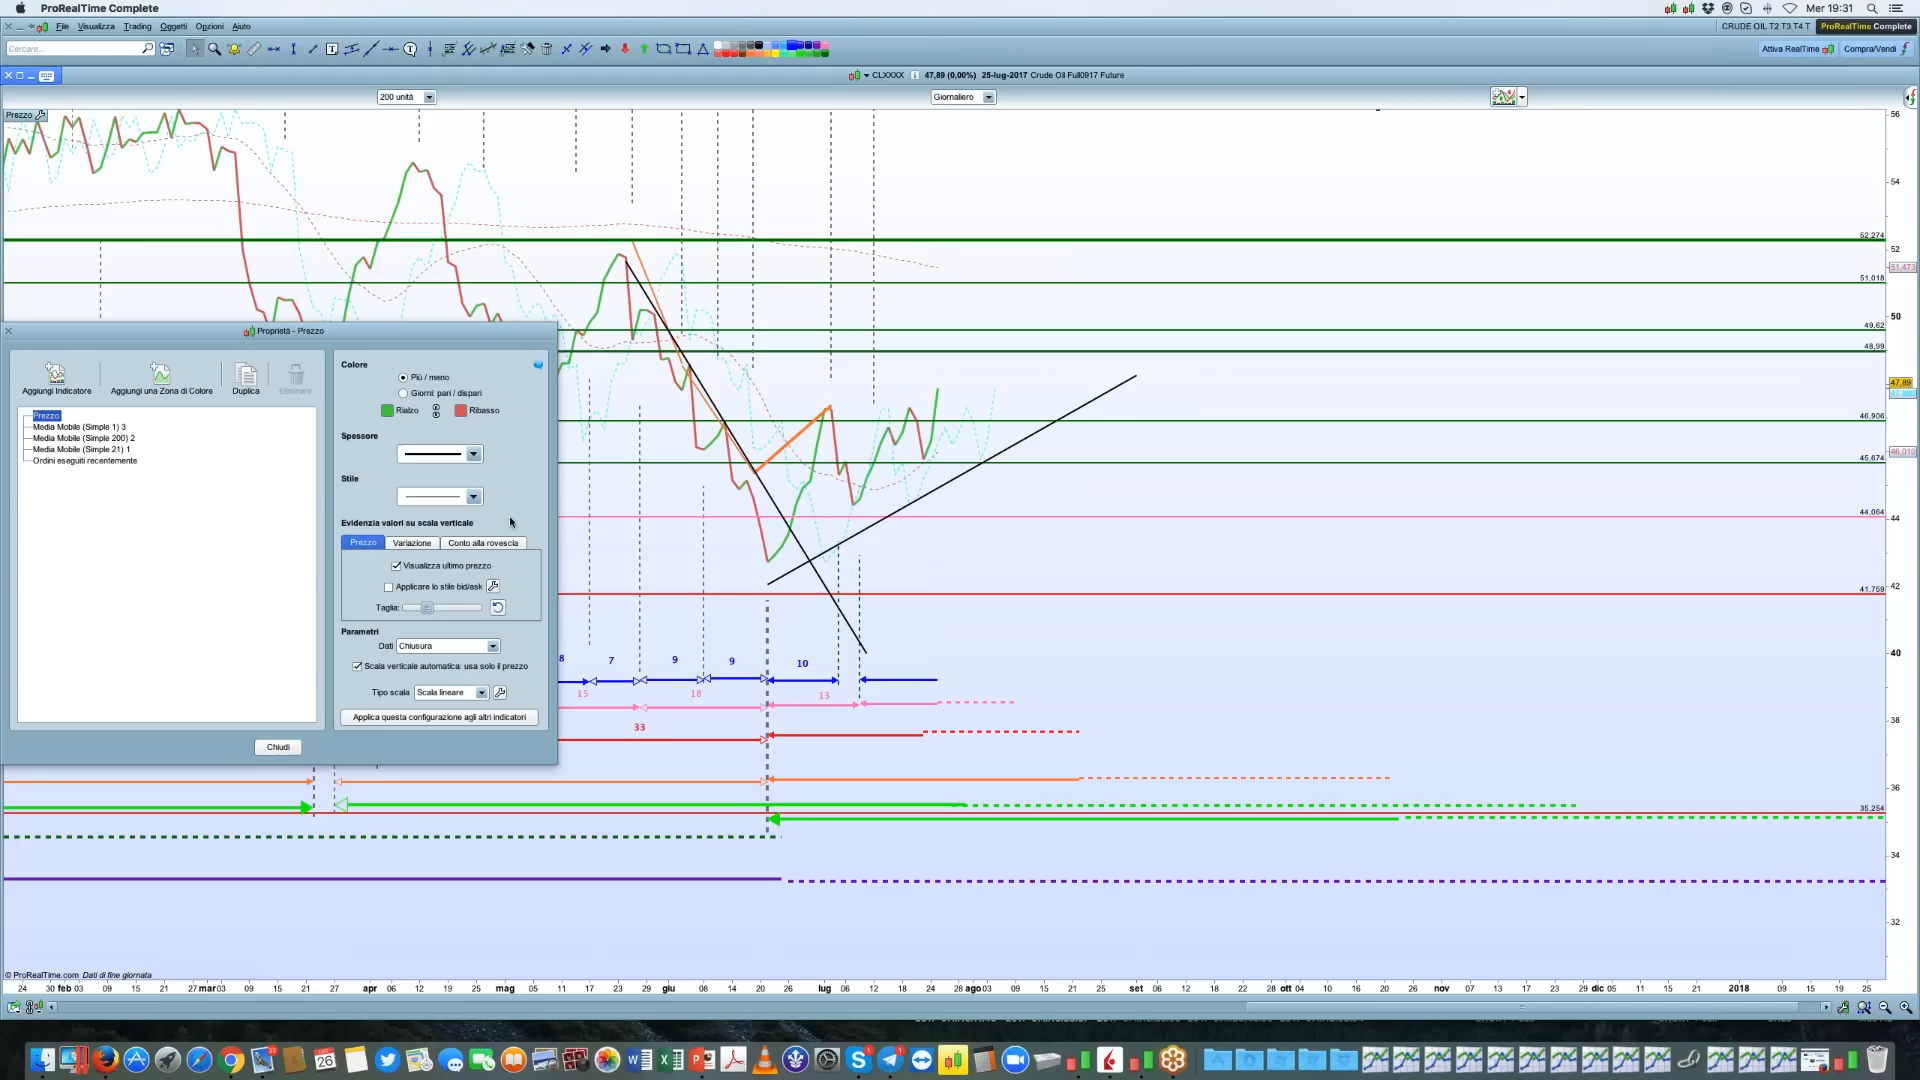 ProRealTime Complete
Mer 19:31
File Visualizza Trading Oggetti Opzioni Aiuto
CRUDE OIL T2 T3 T4 T
ProRealTime Complete
Cercare...
Attiva RealTime
Compra/Vendi
CLXXXX 47,89 (0,00%) 25-lug-2017 Crude Oil Full0917 Future
200 unità
Giornaliero
Prezzo
56
54
52,274
52
51,473
51,018
50
49,62
48,99
47,89
46,906
46,010
45,674
44,064
44
42
41,759
40
38
36
35,254
34
32
Proprietà - Prezzo
Aggiungi Indicatore
Aggiungi una Zona di Colore
Duplica
Eliminare
Prezzo
Media Mobile (Simple 1) 3
Media Mobile (Simple 200) 2
Media Mobile (Simple 21) 1
Ordini eseguiti recentemente
Colore
Più / meno
Giorni: pari / dispari
Rialzo
Ribasso
Spessore
Stile
Evidenzia valori su scala verticale
Prezzo
Variazione
Conto alla rovescia
Visualizza ultimo prezzo
Applicare lo stile bid/ask
Taglia:
Parametri
Dati Chiusura
Scala verticale automatica: usa solo il prezzo
Tipo scala Scala lineare
Applica questa configurazione agli altri indicatori
Chiudi
8 7 9 9 10
15 18 13
33
© ProRealTime.com Dati di fine giornata
24 30 feb 03 09 15 21 27 mar 03 09 15 21 27 apr 06 12 19 25 mag 05 11 17 23 29 giu 08 14 20 26 lug 06 12 18 24 28 ago 03 09 15 21 25 set 06 12 18 22 28 ott 04 10 16 20 26 nov 07 13 17 23 29 dic 05 11 15 21 2018 09 15 19 25
26